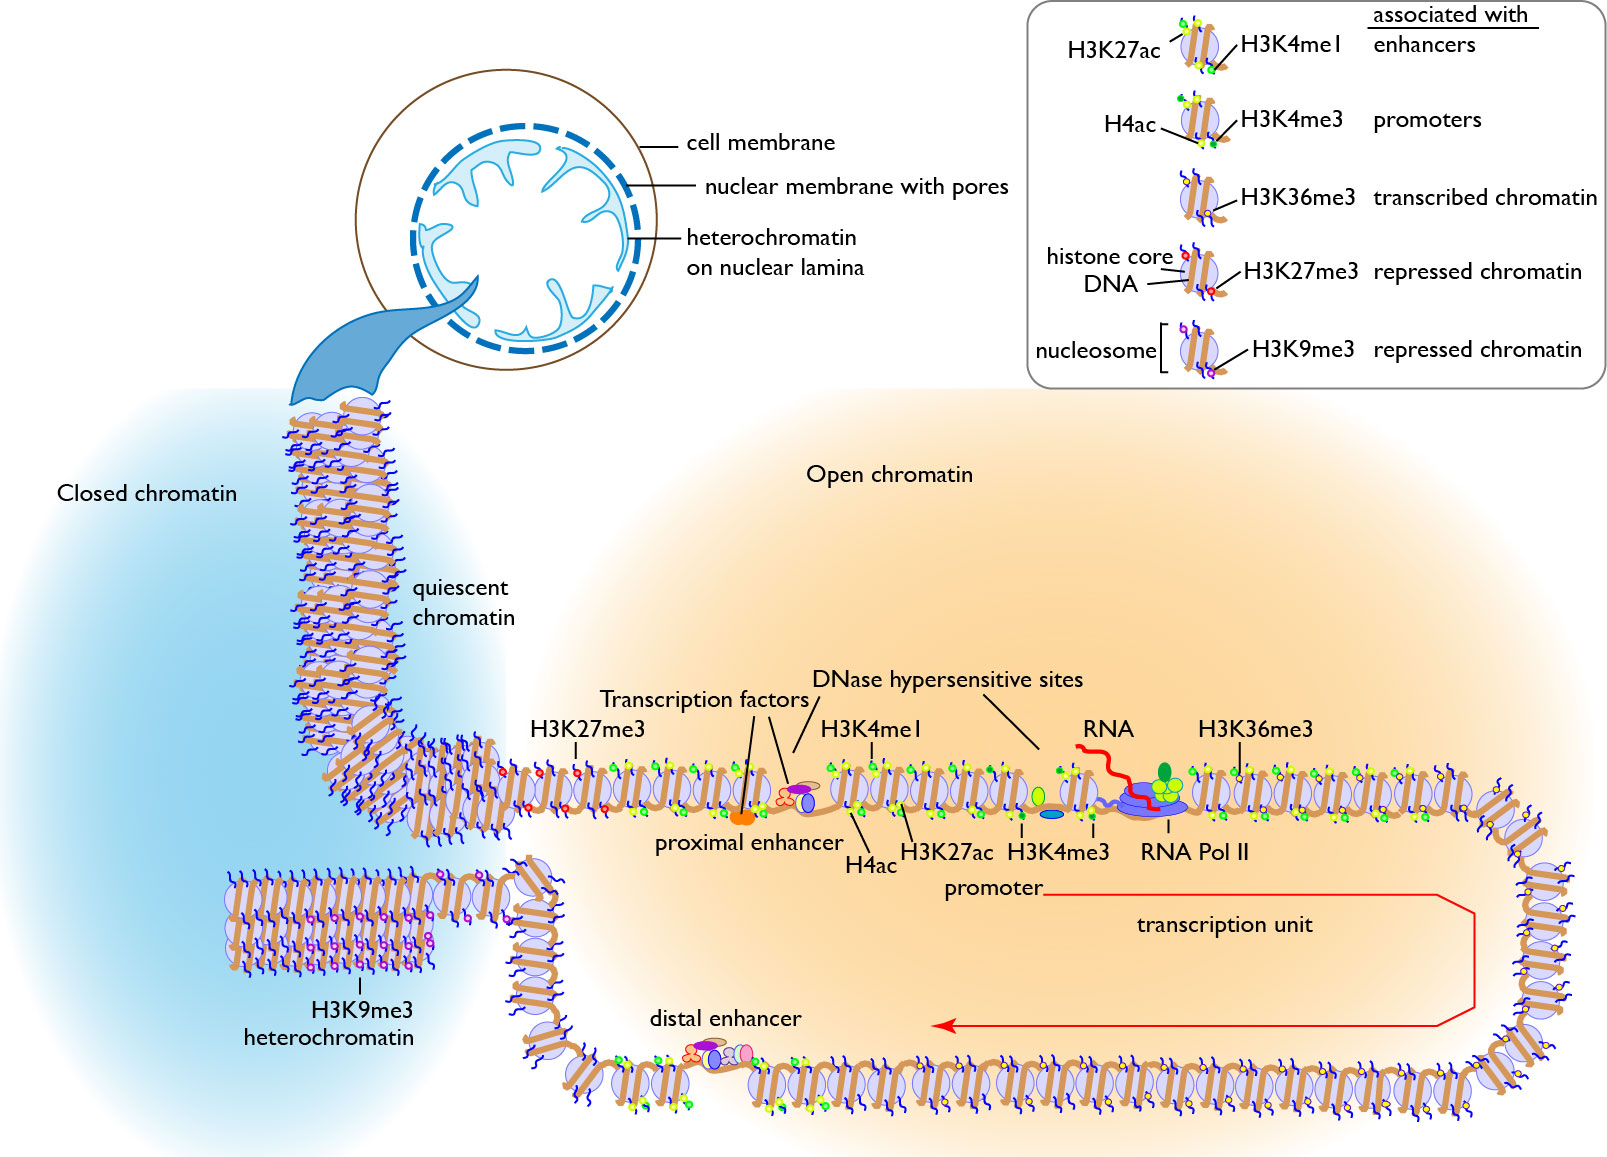 associated with
H3K27ac
H3K4me1
enhancers
H4ac
H3K4me3
promoters
H3K36me3
transcribed chromatin
histone core
DNA
H3K27me3
repressed chromatin
nucleosome
H3K9me3
repressed chromatin
cell membrane
nuclear membrane with pores
heterochromatin
on nuclear lamina
Closed chromatin
Open chromatin
quiescent
chromatin
DNase hypersensitive sites
Transcription factors
H3K27me3
H3K4me1
RNA
H3K36me3
proximal enhancer
H4ac
H3K27ac
H3K4me3
RNA Pol II
promoter
transcription unit
H3K9me3
heterochromatin
distal enhancer